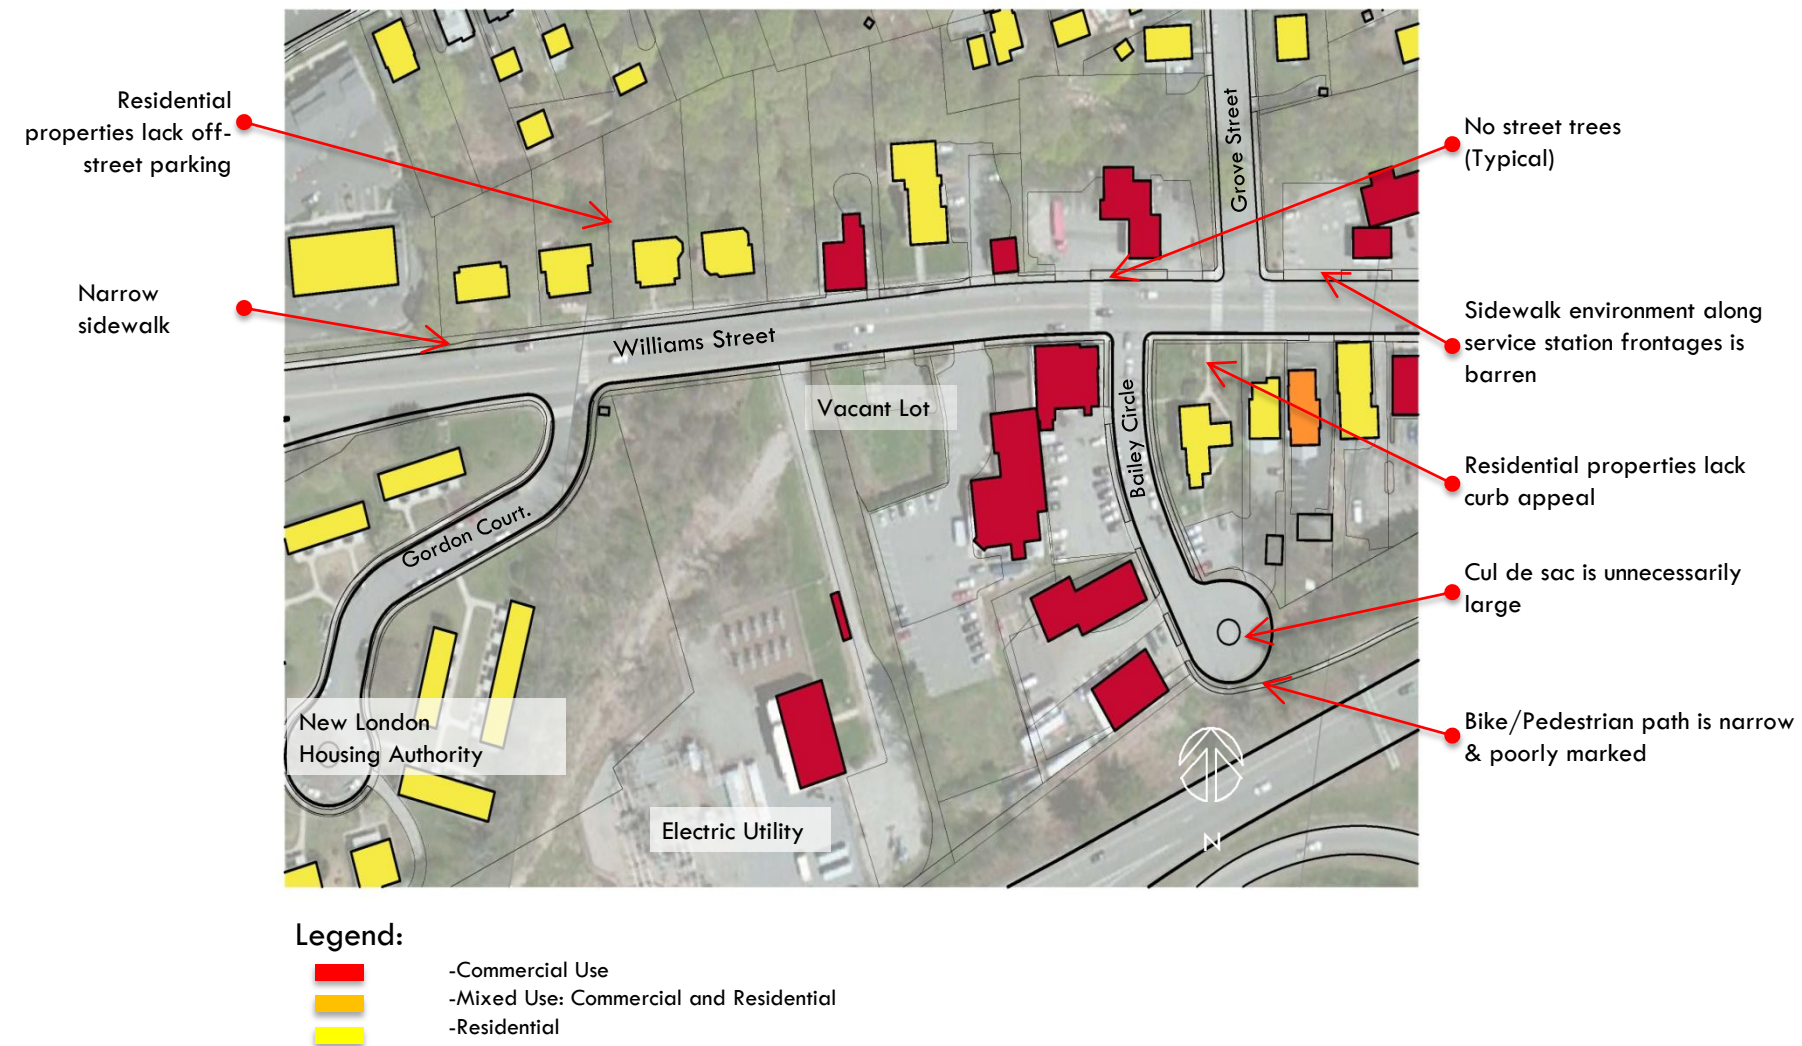 Residential
properties lack off-
street parking
Narrow
sidewalk
Grove Street
Williams Street
Vacant Lot
Bailey Circle
Gordon Court.
New London
Housing Authority
Electric Utility
N
No street trees
(Typical)
Sidewalk environment along
service station frontages is
barren
Residential properties lack
curb appeal
Cul de sac is unnecessarily
large
Bike/Pedestrian path is narrow
& poorly marked
Legend:
-Commercial Use
-Mixed Use: Commercial and Residential
-Residential